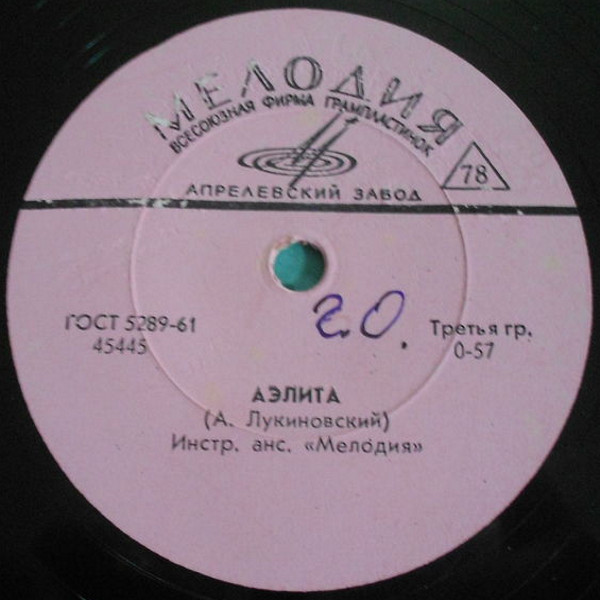 МЕЛОДИЯ
ВСЕСОЮЗНАЯ ФИРМА ГРАМПЛАСТИНОК
78
АПРЕЛЕВСКИЙ ЗАВОД
г.О.
ГОСТ 5289-61
45445
Третья гр.
0-57
АЭЛИТА
(А. Лукиновский)
Инстр. анс. «Мелодия»